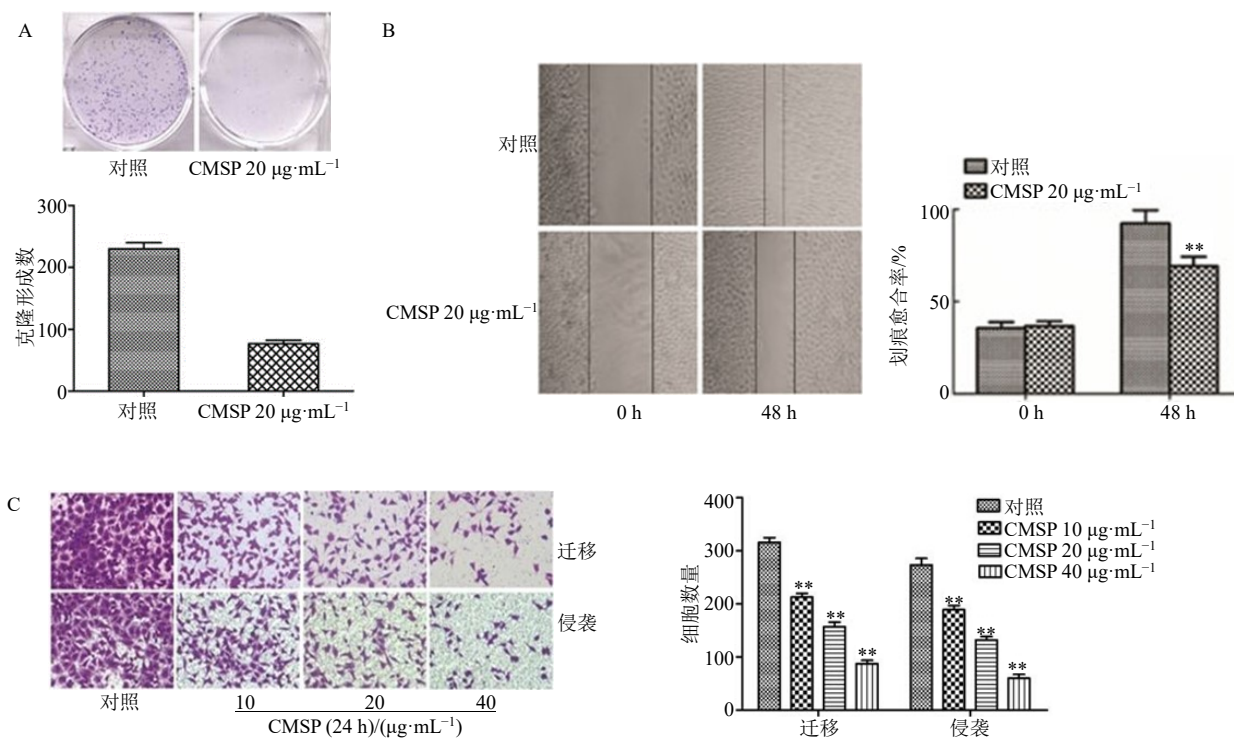 A
对照
CMSP 20 μg·mL⁻¹
300
200
100
0
克隆形成数
对照
CMSP 20 μg·mL⁻¹
B
对照
CMSP 20 μg·mL⁻¹
0 h
48 h
对照
CMSP 20 μg·mL⁻¹
100
50
0
划痕愈合率/%
**
0 h
48 h
C
迁移
侵袭
对照
10
20
40
CMSP (24 h)/(μg·mL⁻¹)
400
300
200
100
0
细胞数量
对照
CMSP 10 μg·mL⁻¹
CMSP 20 μg·mL⁻¹
CMSP 40 μg·mL⁻¹
**
**
**
**
**
**
迁移
侵袭